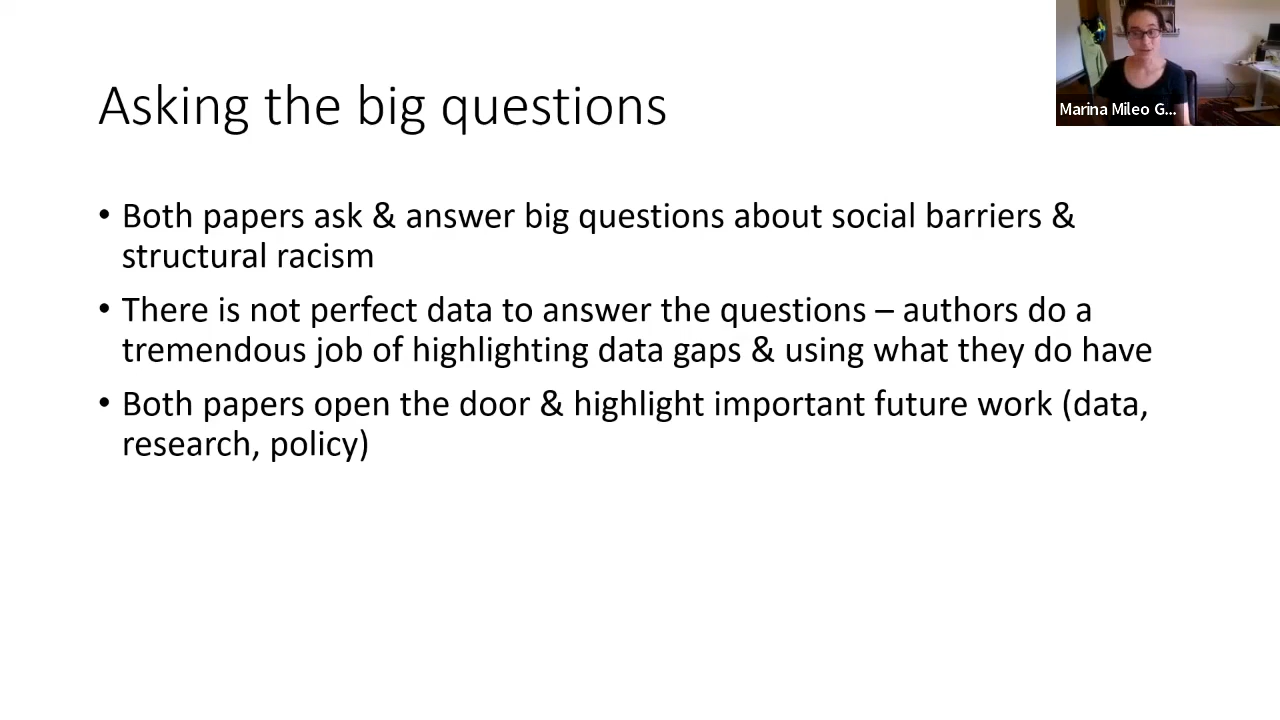 Asking the big questions
Marina Mileo G...
• Both papers ask & answer big questions about social barriers &
structural racism
• There is not perfect data to answer the questions – authors do a
tremendous job of highlighting data gaps & using what they do have
• Both papers open the door & highlight important future work (data,
research, policy)